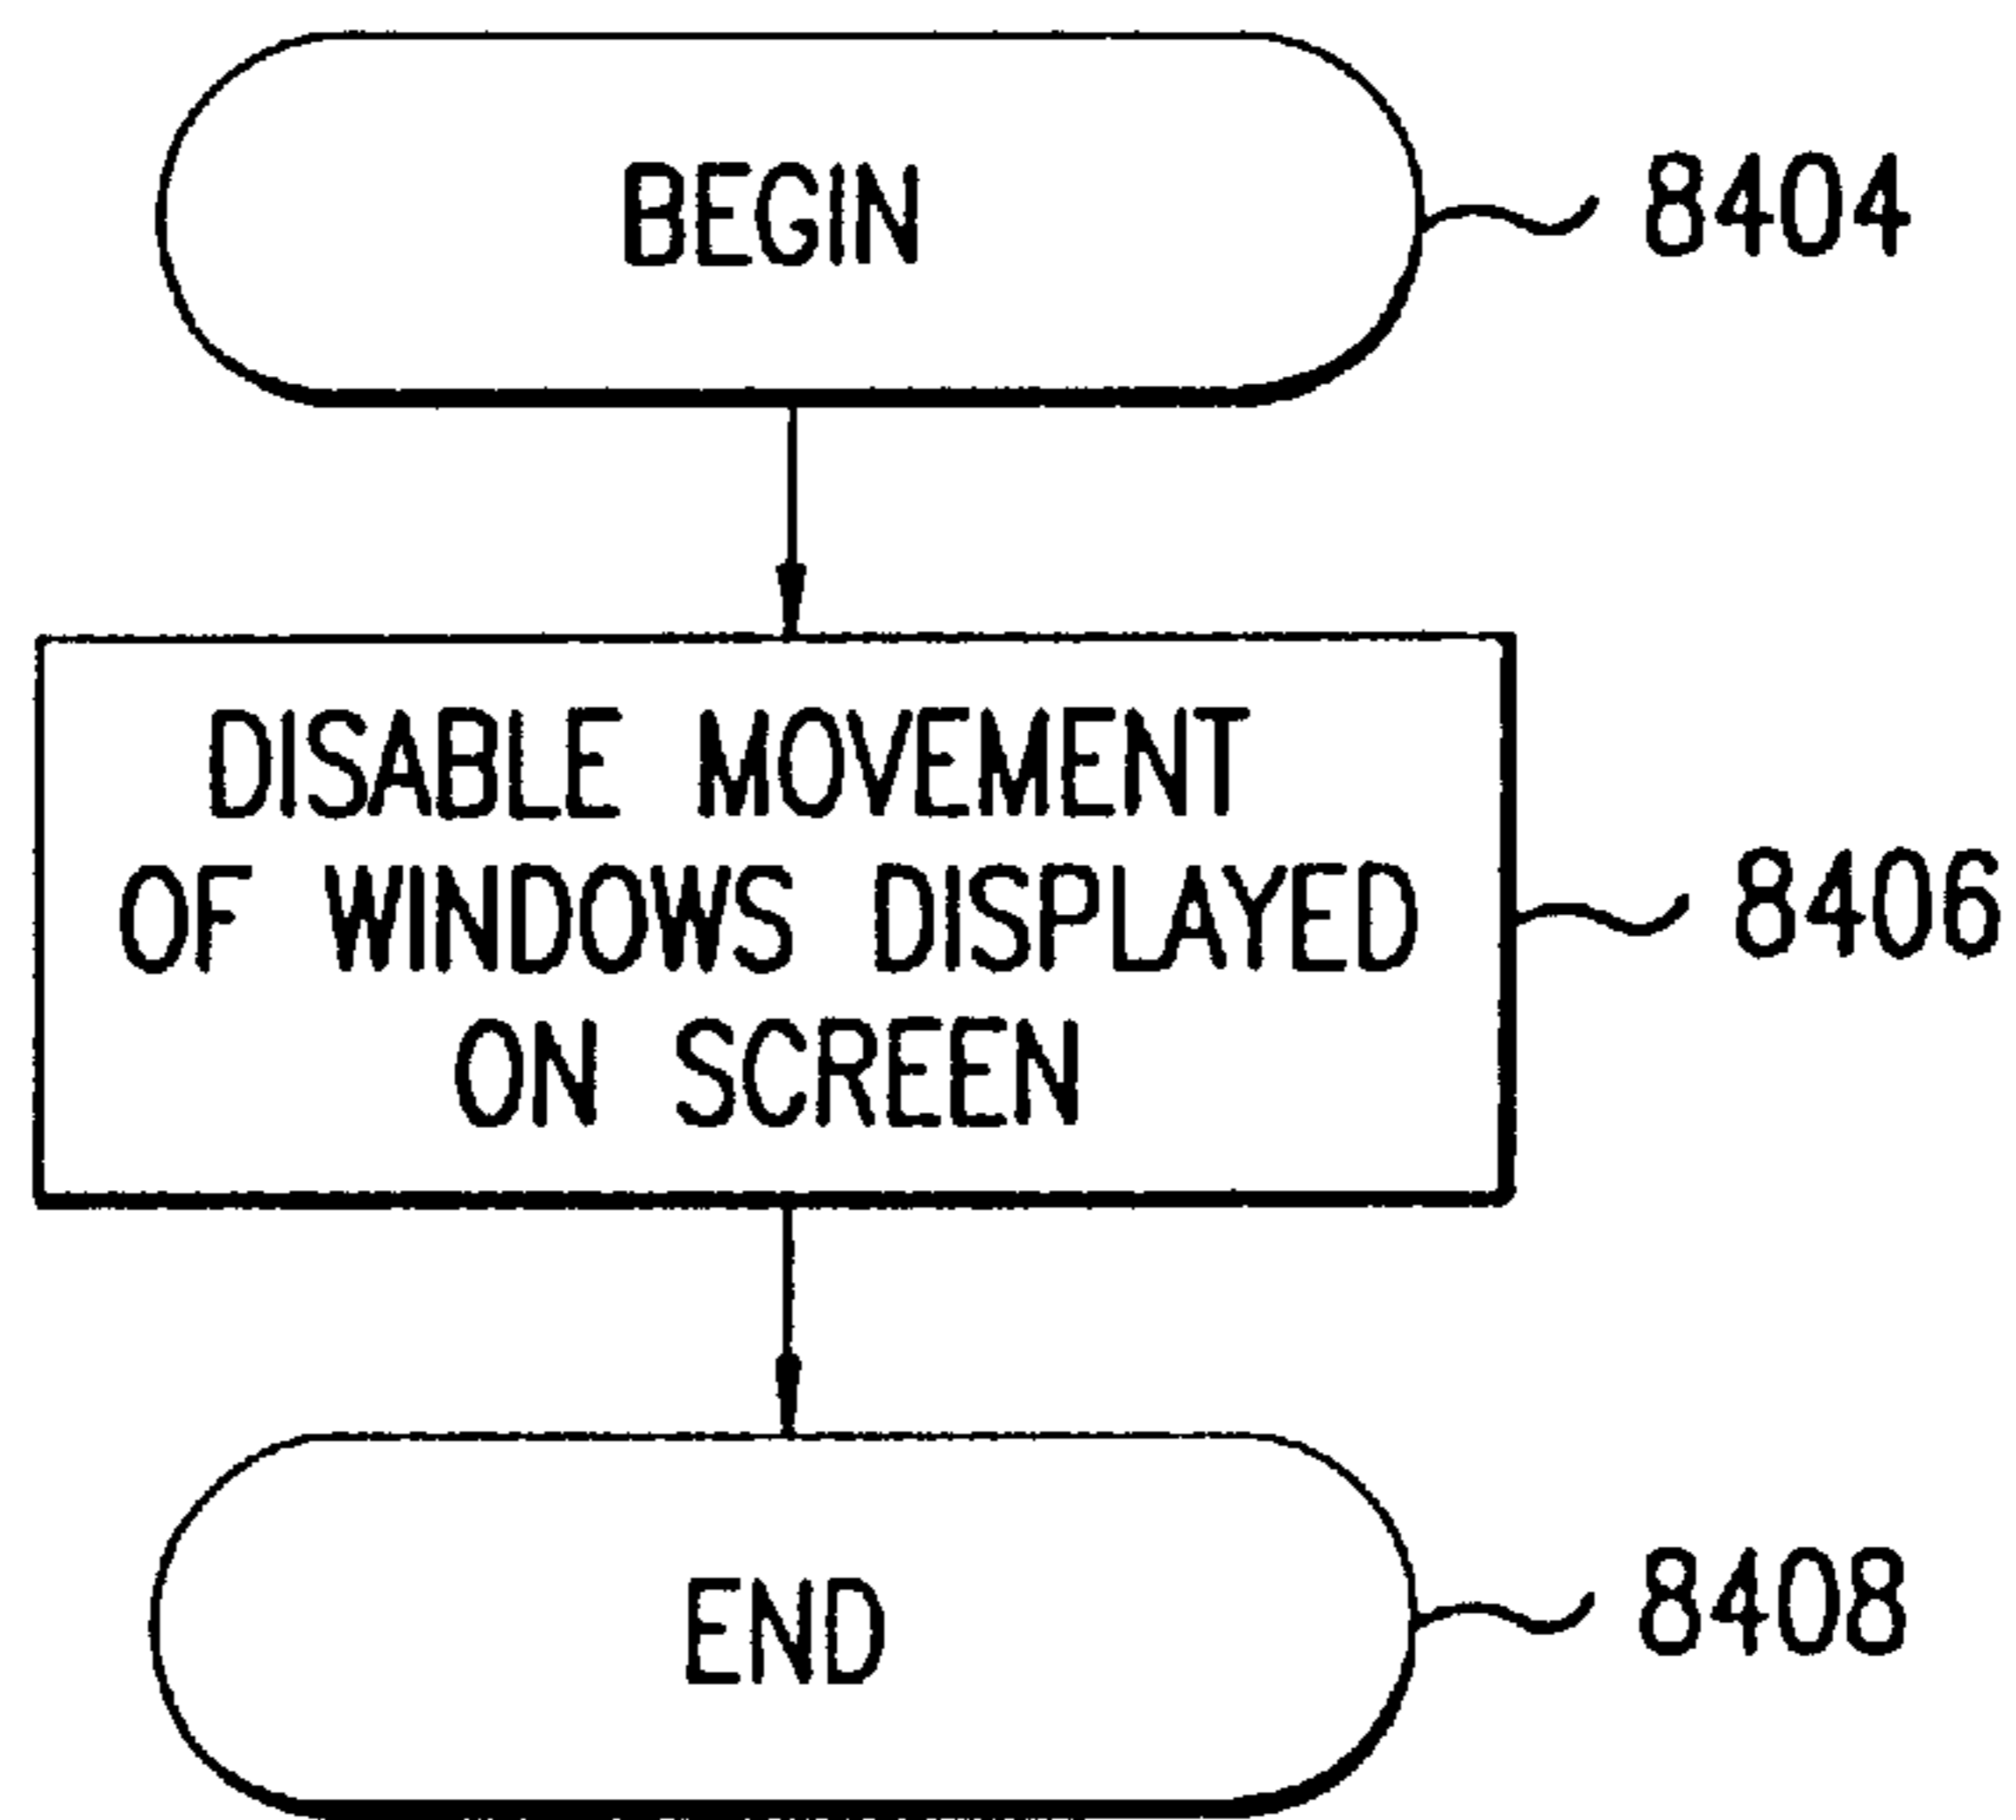 BEGIN
8404
DISABLE MOVEMENT
OF WINDOWS DISPLAYED
ON SCREEN
8406
END
8408